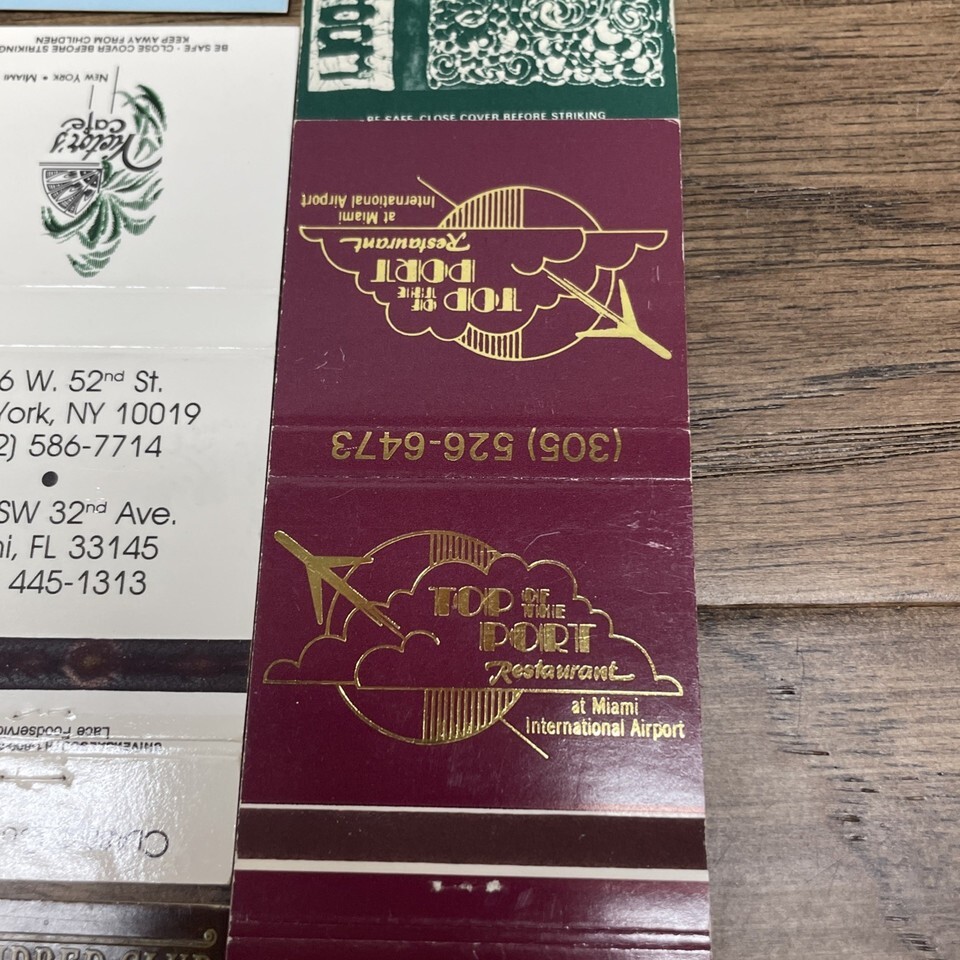 BE SAFE - CLOSE COVER BEFORE STRIKING
KEEP AWAY FROM CHILDREN
NEW YORK • MIAMI
Victor's
Cafe
6 W. 52nd St.
York, NY 10019
2) 586-7714
SW 32nd Ave.
FL 33145
445-1313
Lace Foodservic
BE SAFE. CLOSE COVER BEFORE STRIKING
TOP OF THE
PORT
Restaurant
at Miami
International Airport
(305) 526-6473
TOP OF THE
PORT
Restaurant
at Miami
International Airport